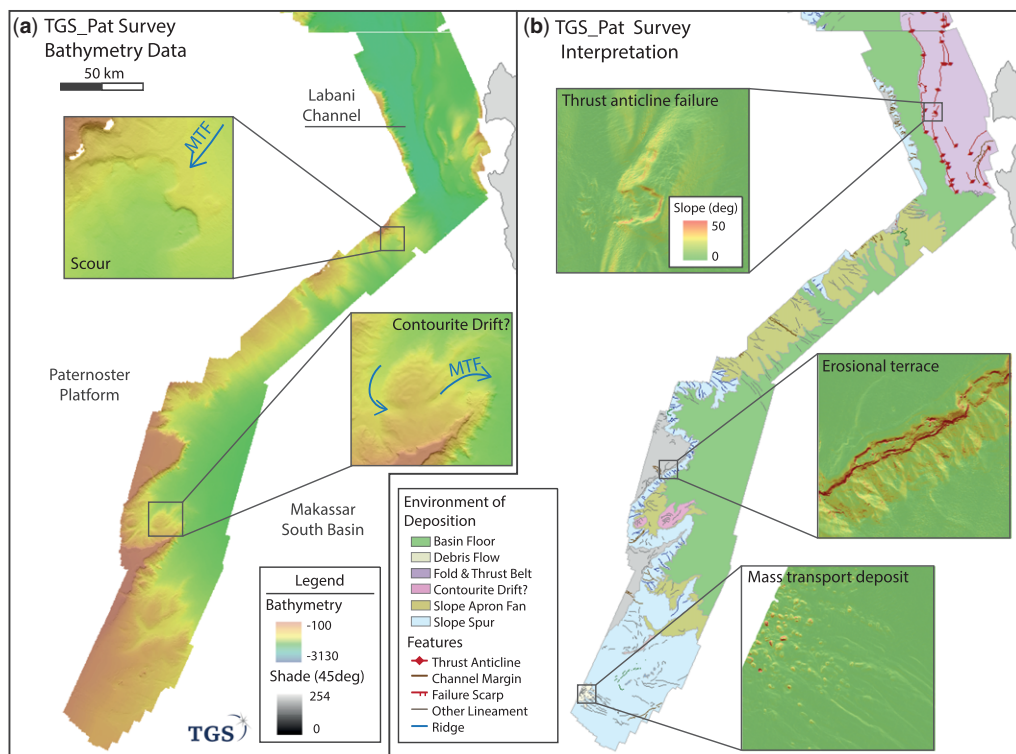 (a) TGS_Pat Survey
Bathymetry Data
50 km
Labani
Channel
MTF
Scour
Contourite Drift?
MTF
Paternoster
Platform
Makassar
South Basin
Legend
Bathymetry
-100
-3130
Shade (45deg)
254
0
TGS
(b) TGS_Pat Survey
Interpretation
Thrust anticline failure
Slope (deg)
50
0
Erosional terrace
Mass transport deposit
Environment of
Deposition
Basin Floor
Debris Flow
Fold & Thrust Belt
Contourite Drift?
Slope Apron Fan
Slope Spur
Features
Thrust Anticline
Channel Margin
Failure Scarp
Other Lineament
Ridge